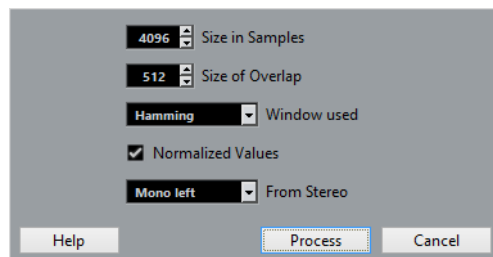 4096 Size in Samples
512 Size of Overlap
Hamming Window used
Normalized Values
Mono left From Stereo
Help Process Cancel